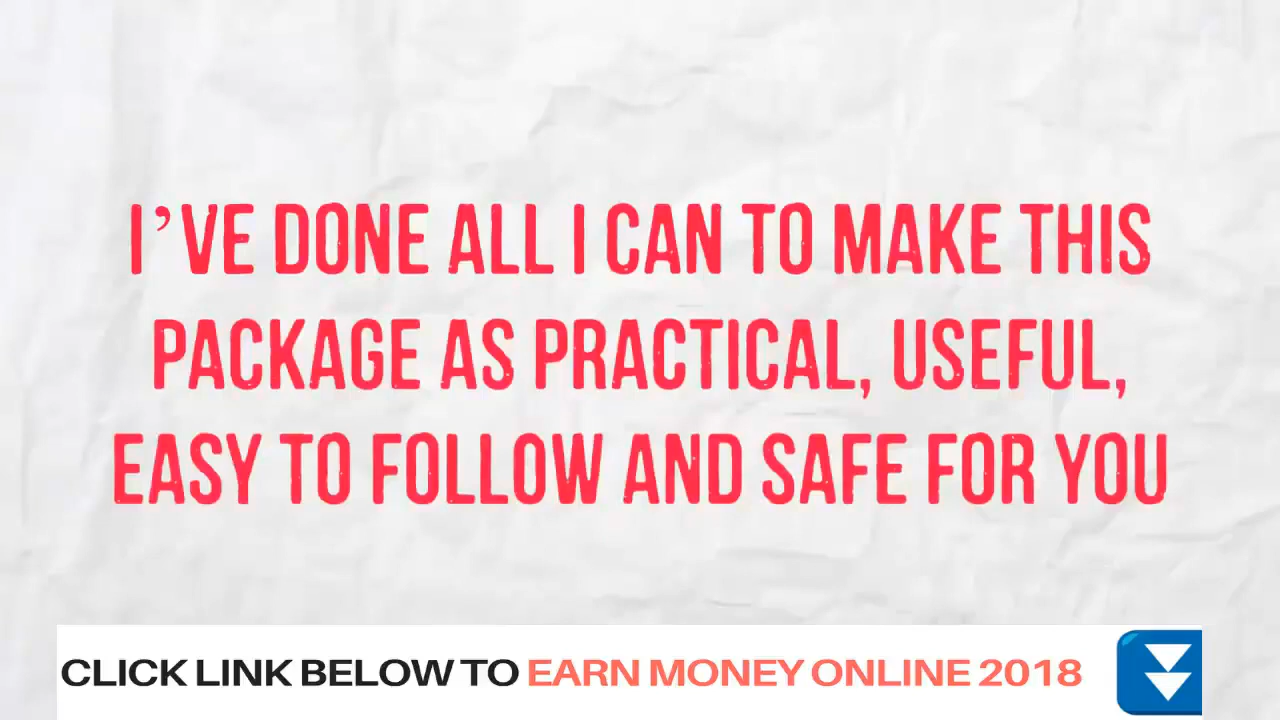 I'VE DONE ALL I CAN TO MAKE THIS
PACKAGE AS PRACTICAL, USEFUL,
EASY TO FOLLOW AND SAFE FOR YOU
CLICK LINK BELOW TO EARN MONEY ONLINE 2018